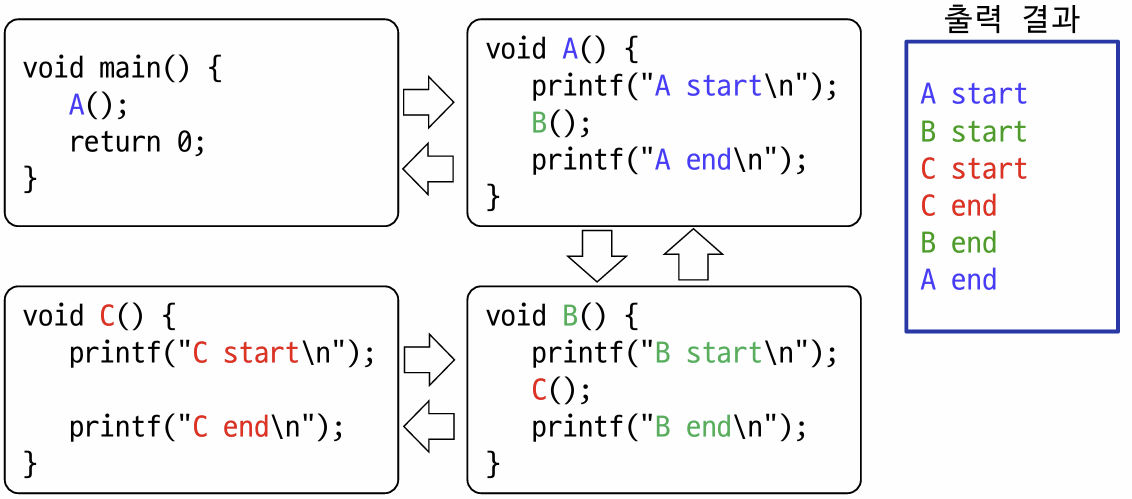 void main() {
A();
return 0;
}
void A() {
printf("A start\n");
B();
printf("A end\n");
}
void C() {
printf("C start\n");
printf("C end\n");
}
void B() {
printf("B start\n");
C();
printf("B end\n");
}
출력 결과
A start
B start
C start
C end
B end
A end